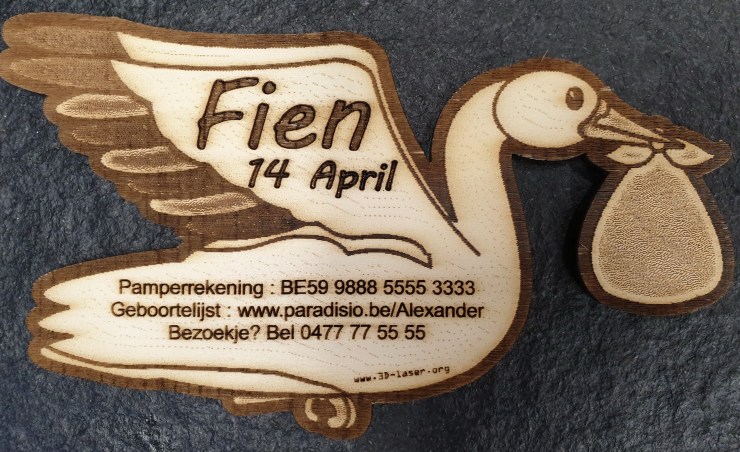 Fien
14 April
Pamperrekening : BE59 9888 5555 3333
Geboortelijst : www.paradisio.be/Alexander
Bezoekje? Bel 0477 77 55 55
www.3D-laser.org